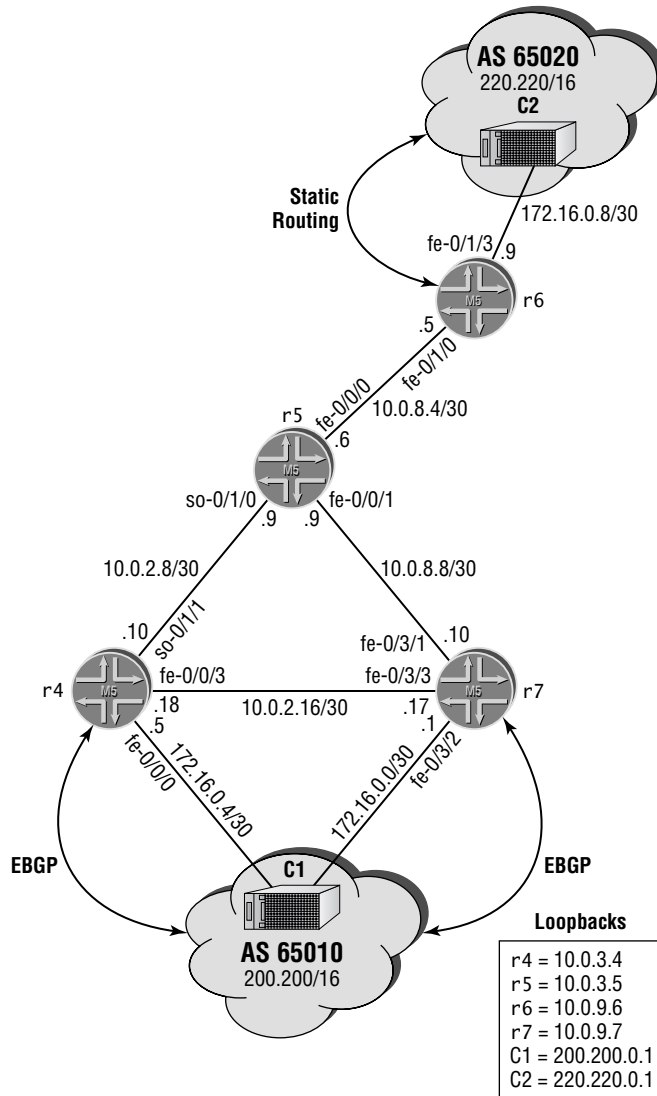 AS 65020
220.220/16
C2
Static
Routing
172.16.0.8/30
fe-0/1/3
.9
M5
r6
.5
fe-0/1/0
fe-0/0/0
10.0.8.4/30
r5
.6
M5
so-0/1/0
fe-0/0/1
.9
.9
10.0.2.8/30
10.0.8.8/30
.10
so-0/1/1
fe-0/3/1
.10
r4
M5
fe-0/0/3
fe-0/3/3
M5
r7
10.0.2.16/30
.18
.17
.5
.1
fe-0/0/0
172.16.0.4/30
172.16.0.0/30
fe-0/3/2
EBGP
C1
EBGP
AS 65010
200.200/16
Loopbacks
r4 = 10.0.3.4
r5 = 10.0.3.5
r6 = 10.0.9.6
r7 = 10.0.9.7
C1 = 200.200.0.1
C2 = 220.220.0.1